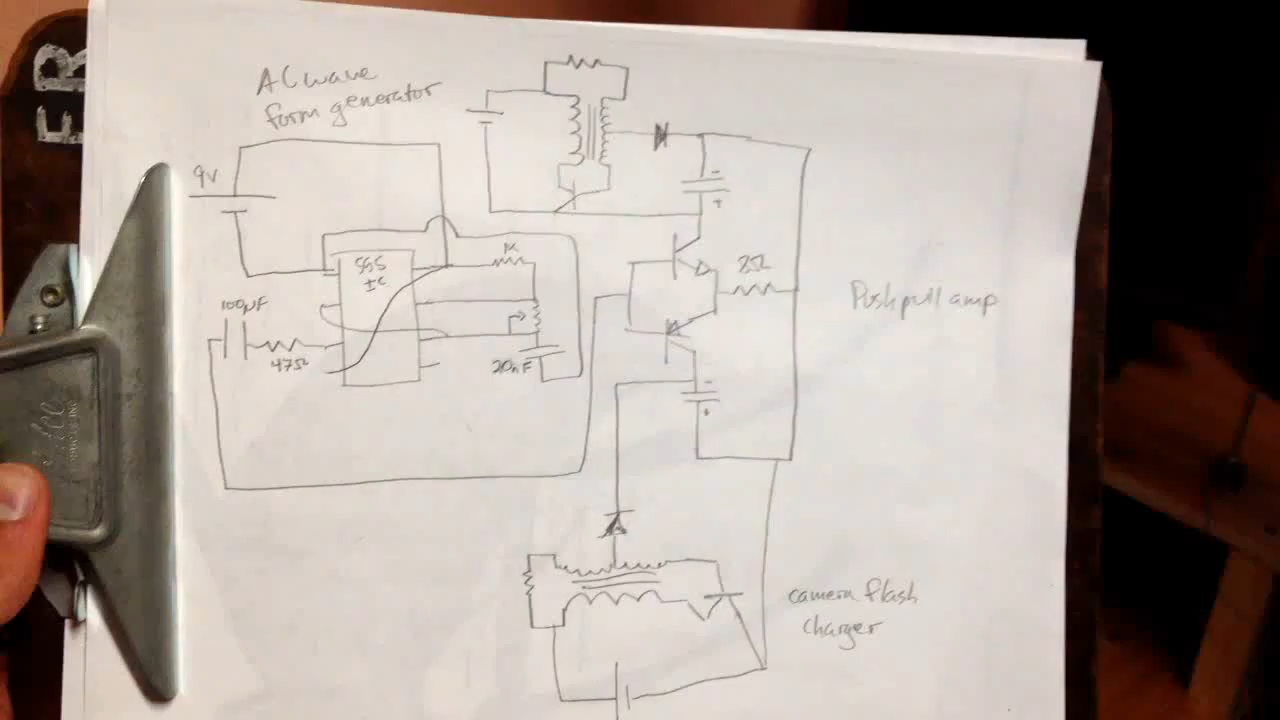 AC wave
form generator
9V
555
IC
1K
100µF
47Ω
20nF
-
+
8Ω
Push pull amp
-
+
camera flash
charger